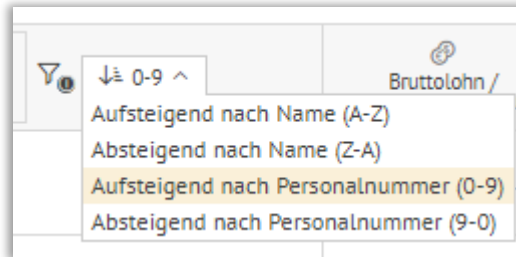 0-9
Bruttolohn /
Aufsteigend nach Name (A-Z)
Absteigend nach Name (Z-A)
Aufsteigend nach Personalnummer (0-9)
Absteigend nach Personalnummer (9-0)